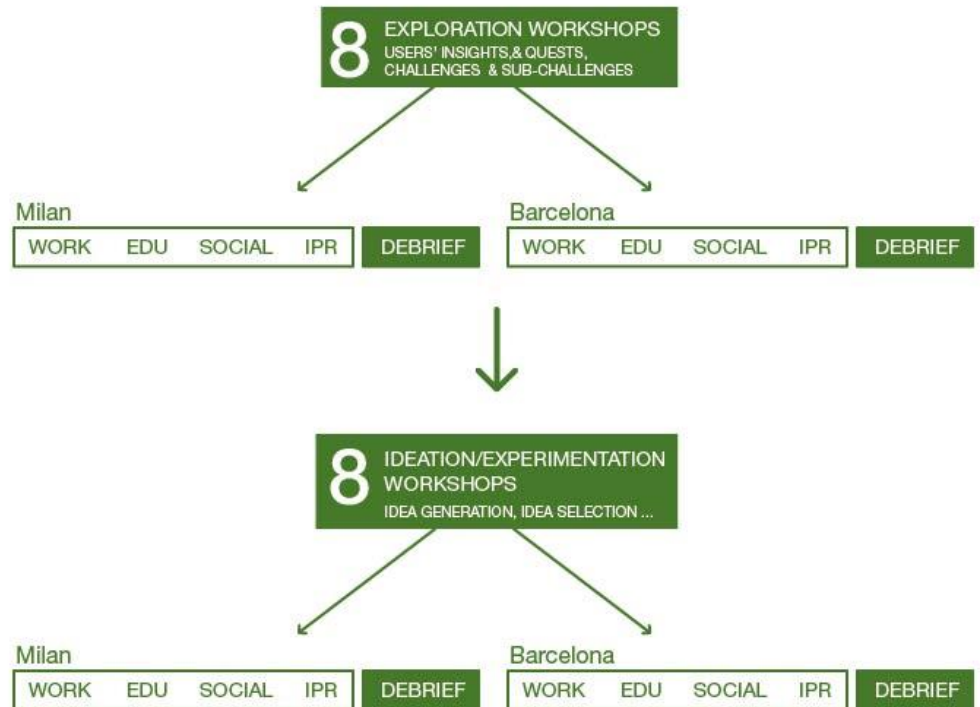 8 EXPLORATION WORKSHOPS
USERS' INSIGHTS,& QUESTS,
CHALLENGES & SUB-CHALLENGES
Milan
WORK EDU SOCIAL IPR DEBRIEF
Barcelona
WORK EDU SOCIAL IPR DEBRIEF
8 IDEATION/EXPERIMENTATION
WORKSHOPS
IDEA GENERATION, IDEA SELECTION ...
Milan
WORK EDU SOCIAL IPR DEBRIEF
Barcelona
WORK EDU SOCIAL IPR DEBRIEF